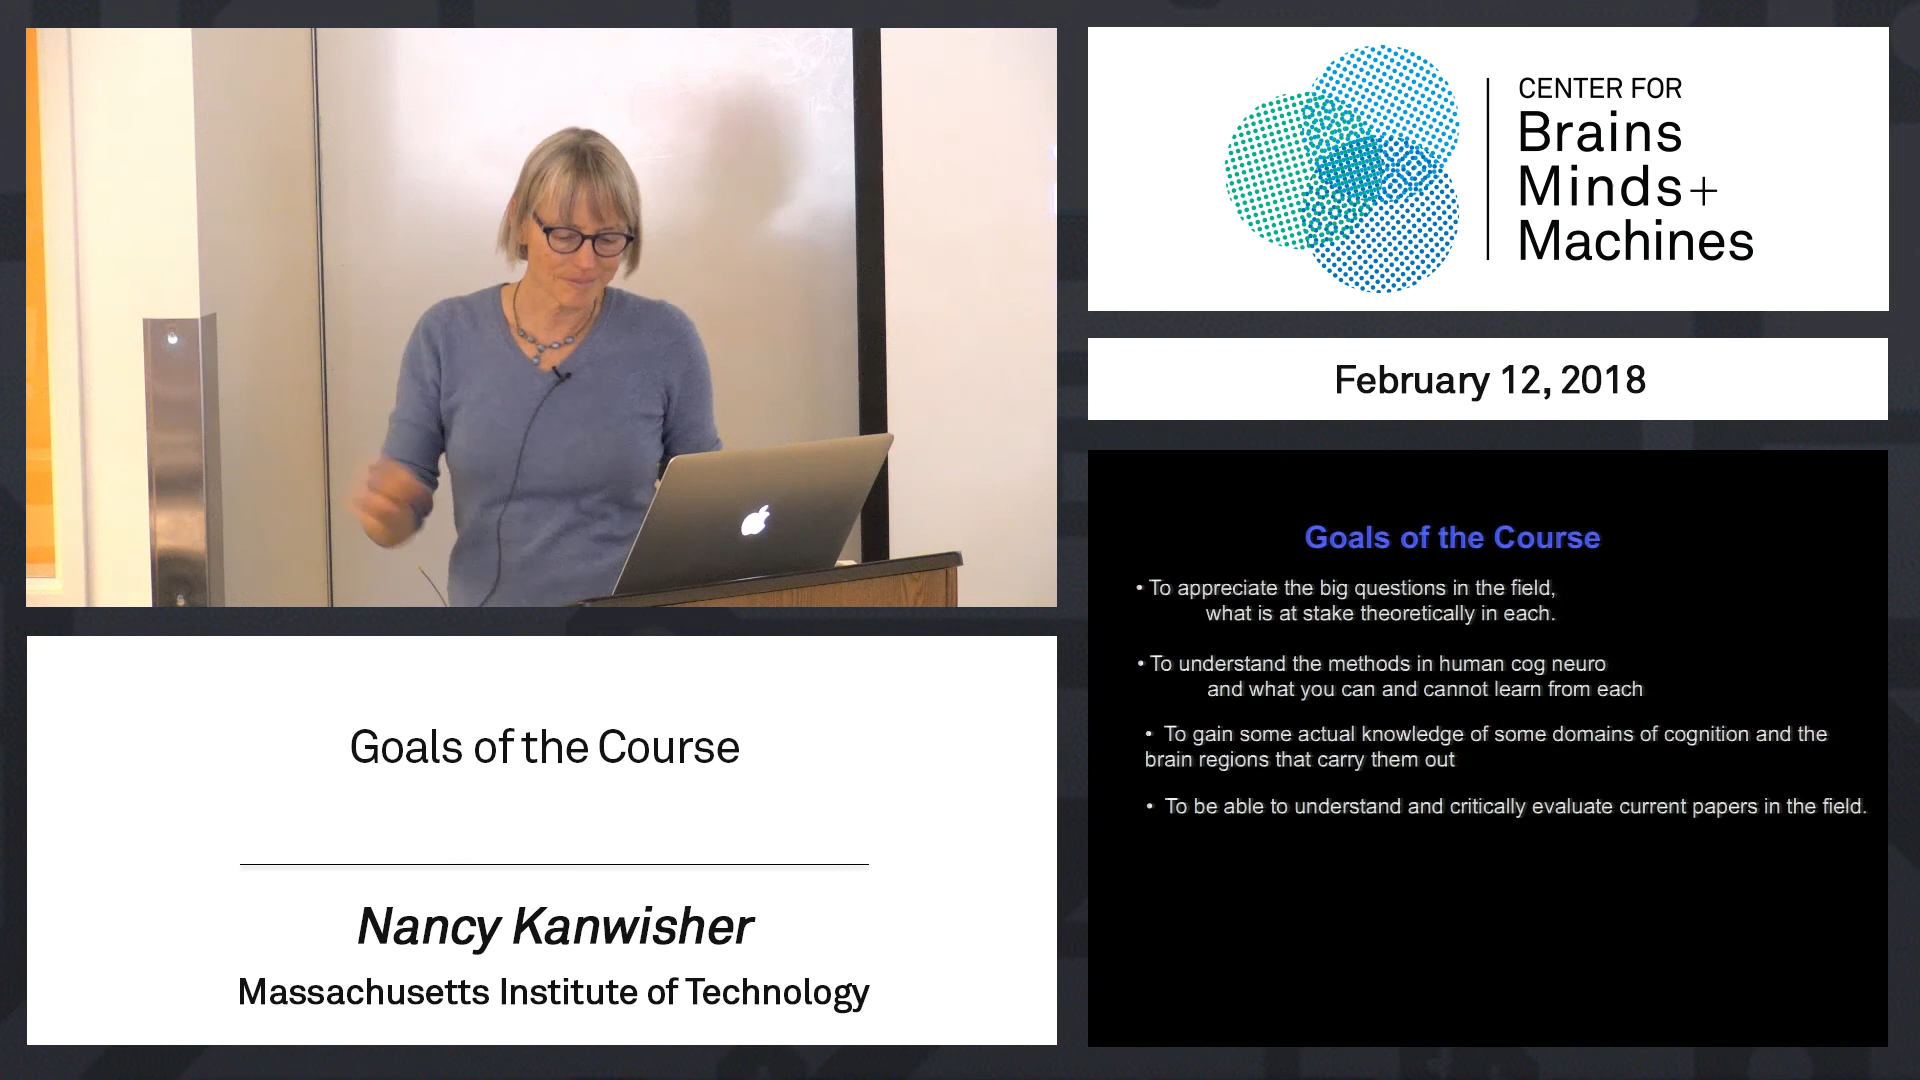 CENTER FOR
Brains
Minds+
Machines
February 12, 2018
Goals of the Course
• To appreciate the big questions in the field,
what is at stake theoretically in each.
• To understand the methods in human cog neuro
and what you can and cannot learn from each
• To gain some actual knowledge of some domains of cognition and the
brain regions that carry them out
• To be able to understand and critically evaluate current papers in the field.
Goals of the Course
Nancy Kanwisher
Massachusetts Institute of Technology